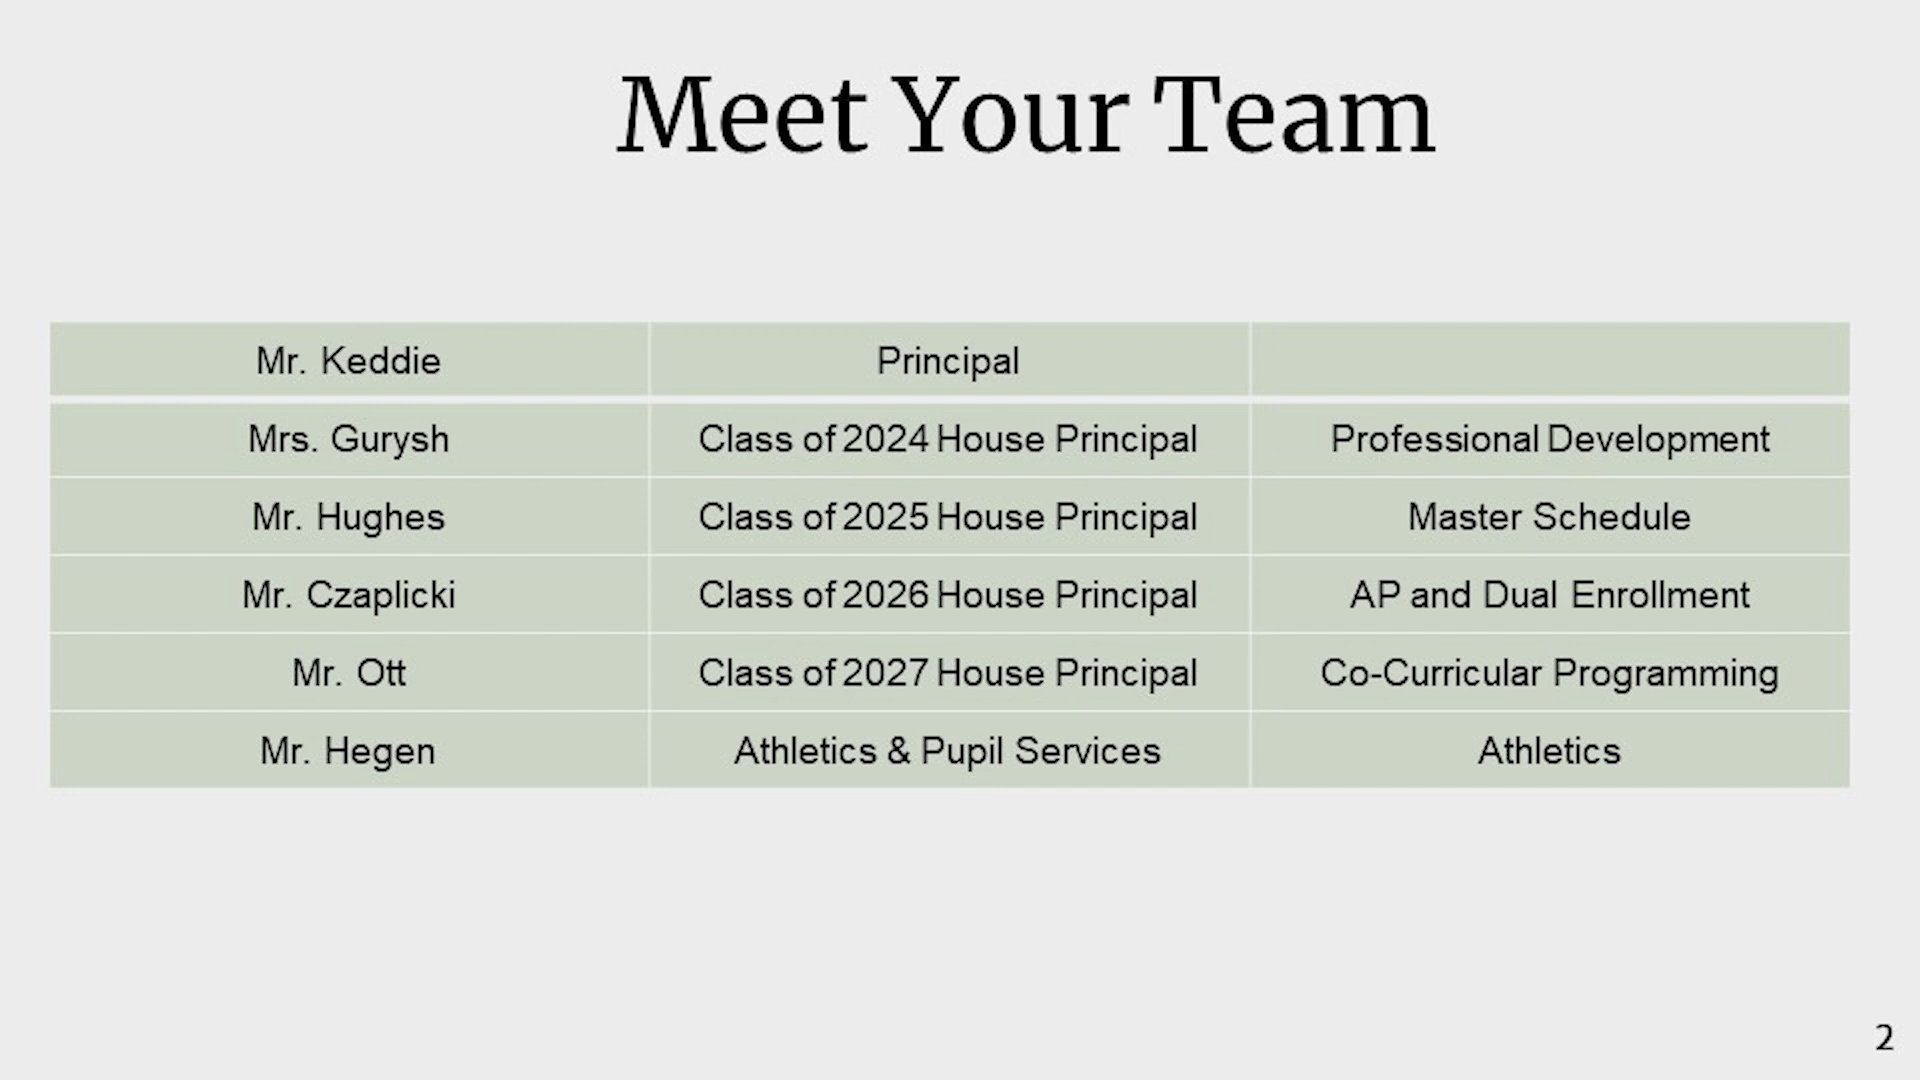 Meet Your Team
Mr. Keddie Principal
Mrs. Gurysh Class of 2024 House Principal Professional Development
Mr. Hughes Class of 2025 House Principal Master Schedule
Mr. Czaplicki Class of 2026 House Principal AP and Dual Enrollment
Mr. Ott Class of 2027 House Principal Co-Curricular Programming
Mr. Hegen Athletics & Pupil Services Athletics
2